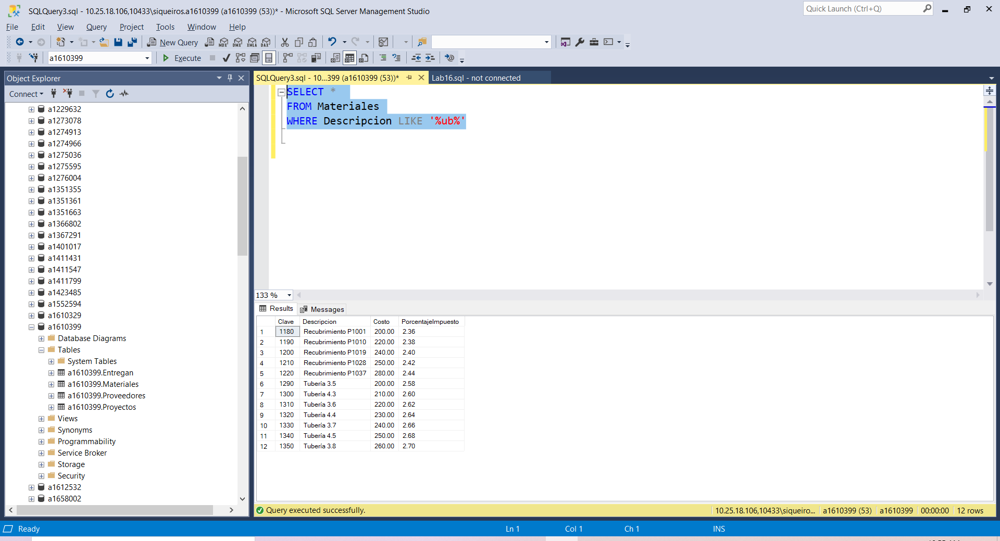 SQLQuery3.sql - 10.25.18.106,10433\siqueiros.a1610399 (a1610399 (53))* - Microsoft SQL Server Management Studio
Quick Launch (Ctrl+Q)
File Edit View Query Project Tools Window Help
New Query MDX DMX XMLA DAX
a1610399 Execute
Object Explorer
Connect
a1229632
a1273078
a1274913
a1274966
a1275036
a1275595
a1276004
a1351355
a1351361
a1351663
a1366802
a1367291
a1401017
a1411431
a1411547
a1411799
a1423485
a1552594
a1610329
a1610399
Database Diagrams
Tables
System Tables
a1610399.Entregan
a1610399.Materiales
a1610399.Proveedores
a1610399.Proyectos
Views
Synonyms
Programmability
Service Broker
Storage
Security
a1612532
a1658002
SQLQuery3.sql - 10...399 (a1610399 (53))* Lab16.sql - not connected
SELECT *
FROM Materiales
WHERE Descripcion LIKE '%ub%'
133 %
Results Messages
Clave Descripcion Costo PorcentajeImpuesto
1 1180 Recubrimiento P1001 200.00 2.36
2 1190 Recubrimiento P1010 220.00 2.38
3 1200 Recubrimiento P1019 240.00 2.40
4 1210 Recubrimiento P1028 250.00 2.42
5 1220 Recubrimiento P1037 280.00 2.44
6 1290 Tubería 3.5 200.00 2.58
7 1300 Tubería 4.3 210.00 2.60
8 1310 Tubería 3.6 220.00 2.62
9 1320 Tubería 4.4 230.00 2.64
10 1330 Tubería 3.7 240.00 2.66
11 1340 Tubería 4.5 250.00 2.68
12 1350 Tubería 3.8 260.00 2.70
Query executed successfully. 10.25.18.106,10433\siqueiro... a1610399 (53) a1610399 00:00:00 12 rows
Ready Ln 1 Col 1 Ch 1 INS